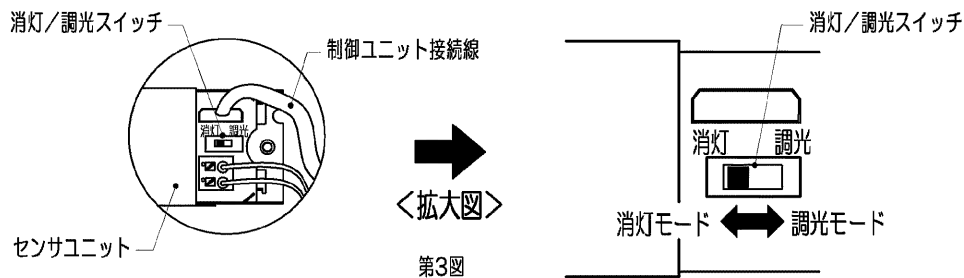 消灯／調光スイッチ
制御ユニット接続線
消灯 調光
センサユニット
＜拡大図＞
第3図
消灯／調光スイッチ
消灯 調光
消灯モード 調光モード